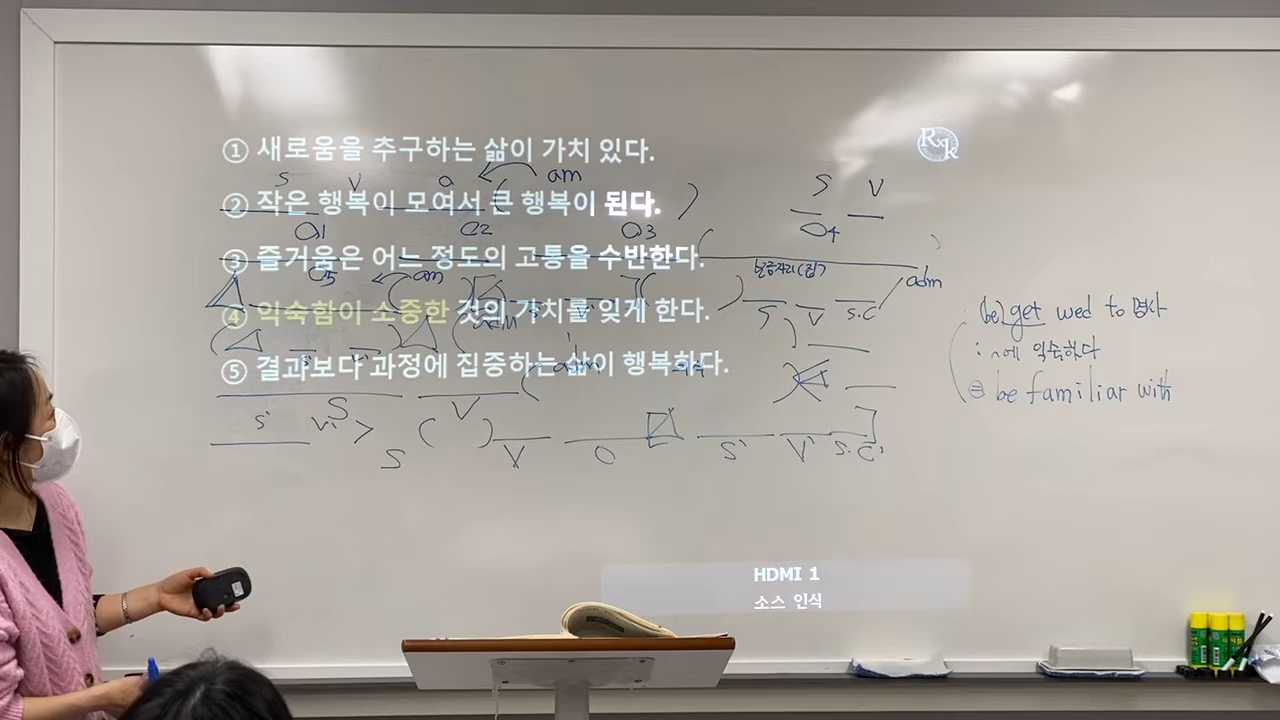 ① 새로움을 추구하는 삶이 가치 있다.
S V O am
② 작은 행복이 모여서 큰 행복이 된다.
S V
O1 O2 O3 O4
③ 즐거움은 어느 정도의 고통을 수반한다.
O5 am
adm
④ 익숙함이 소중한 것의 가치를 잊게 한다.
S V S.C
⑤ 결과보다 과정에 집중하는 삶이 행복하다.
S V
S' V' > S ( ) V O S' V' S.C'
(be) get used to 명사
: ~에 익숙하다
= be familiar with
Rxk
HDMI 1
소스 인식